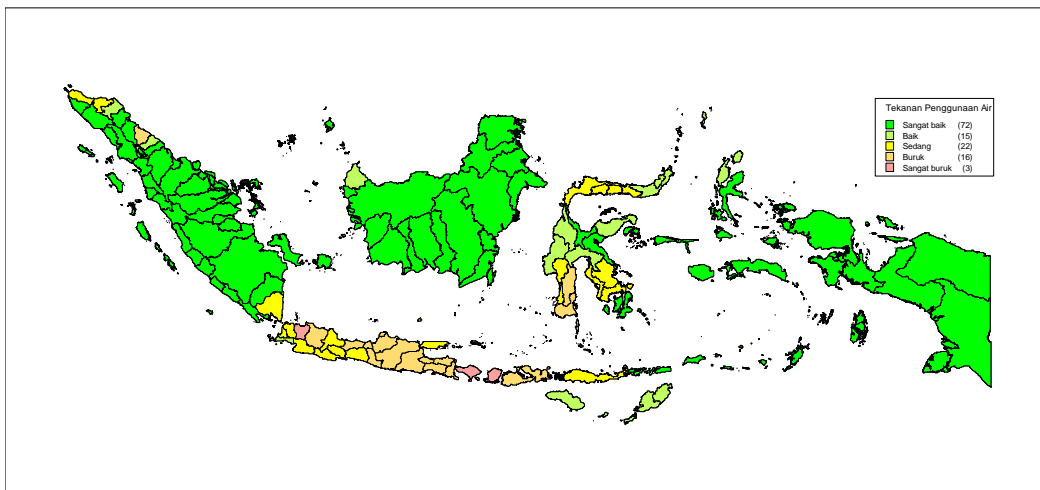 Tekanan Penggunaan Air
Sangat baik (72)
Baik (15)
Sedang (22)
Buruk (16)
Sangat buruk (3)